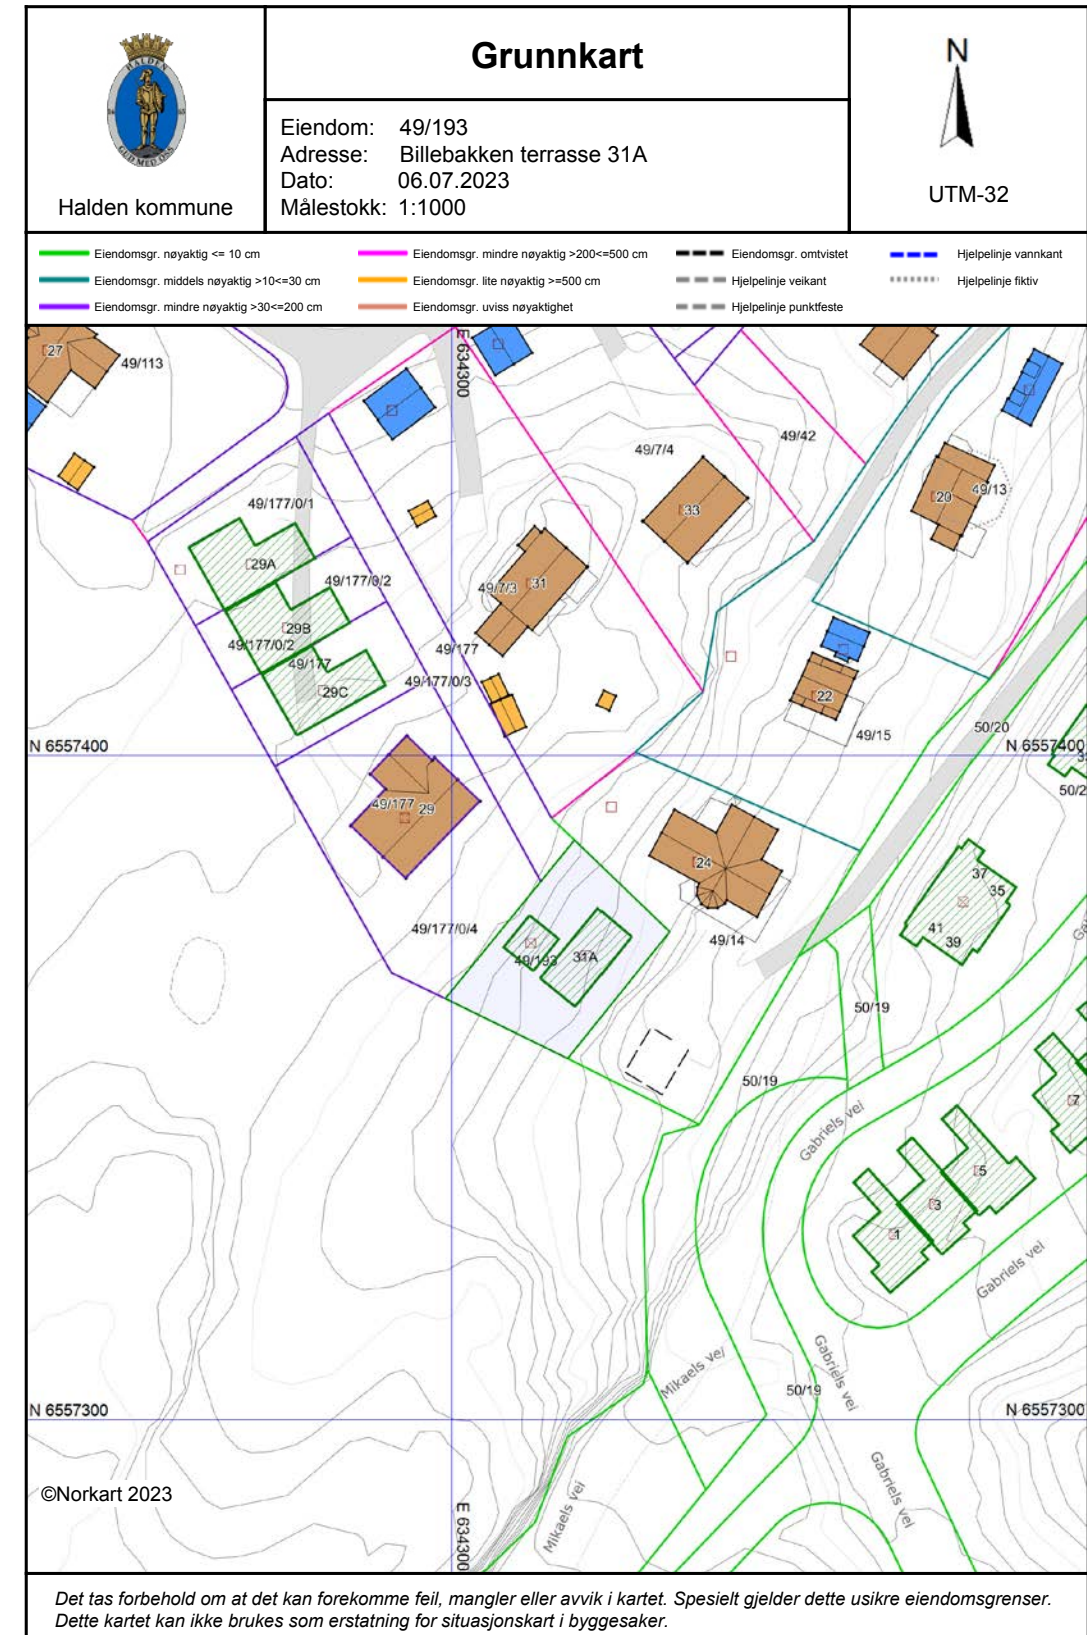 Grunnkart
HALDEN
GUD MED OSS
Halden kommune
Eiendom: 49/193
Adresse: Billebakken terrasse 31A
Dato: 06.07.2023
Målestokk: 1:1000
N
UTM-32
Eiendomsgr. nøyaktig <= 10 cm
Eiendomsgr. middels nøyaktig >10<=30 cm
Eiendomsgr. mindre nøyaktig >30<=200 cm
Eiendomsgr. mindre nøyaktig >200<=500 cm
Eiendomsgr. lite nøyaktig >=500 cm
Eiendomsgr. uviss nøyaktighet
Eiendomsgr. omtvistet
Hjelpelinje veikant
Hjelpelinje punktfeste
Hjelpelinje vannkant
Hjelpelinje fiktiv
E 634300
27
49/113
49/42
49/7/4
20
49/13
49/177/0/1
33
29A
49/177/0/2
49/7/3
31
29B
49/177/0/2
49/177
49/177
49/177/0/3
29C
22
49/15
50/20
N 6557400
N 6557400
50/2
49/177
29
24
37
35
41
39
49/177/0/4
49/14
49/193
31A
50/19
50/19
Gabriels vei
7
5
3
1
Gabriels vei
Mikaels vei
Gabriels vei
50/19
N 6557300
N 6557300
Gabriels vei
©Norkart 2023
E 634300
Mikaels vei
Det tas forbehold om at det kan forekomme feil, mangler eller avvik i kartet. Spesielt gjelder dette usikre eiendomsgrenser.
Dette kartet kan ikke brukes som erstatning for situasjonskart i byggesaker.